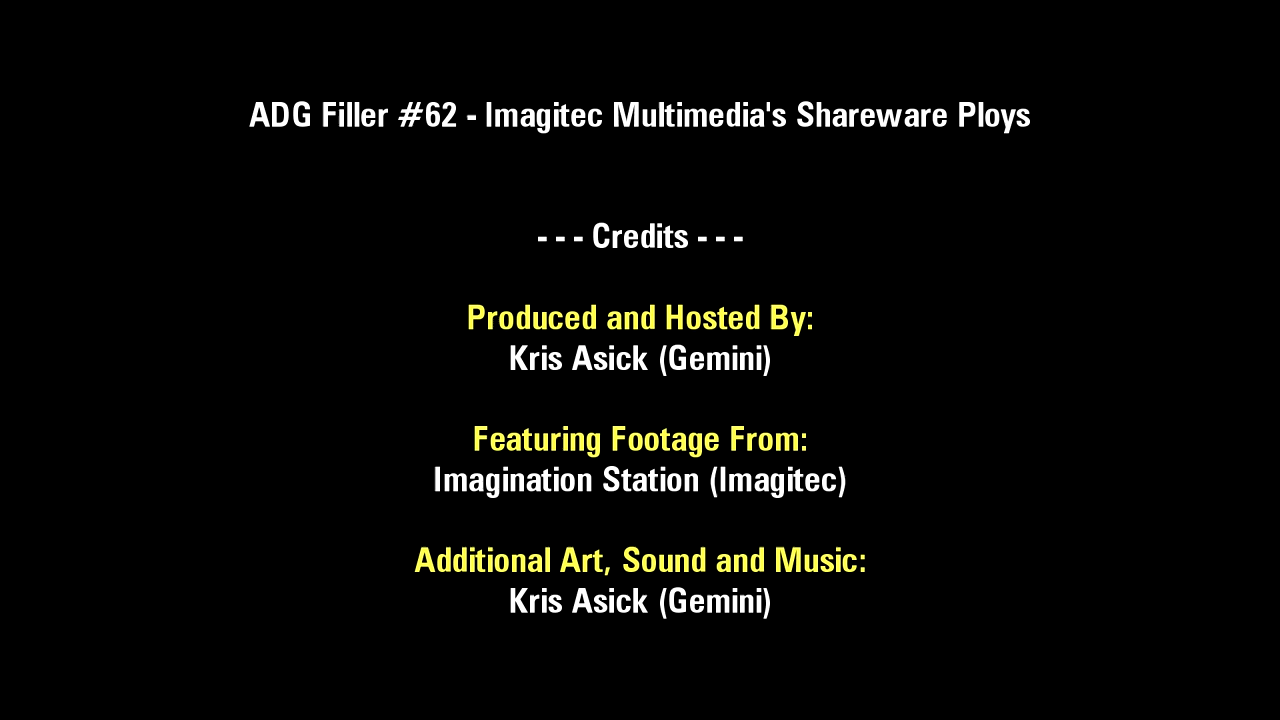 ADG Filler #62 - Imagitec Multimedia's Shareware Ploys
- - - Credits - - -
Produced and Hosted By:
Kris Asick (Gemini)
Featuring Footage From:
Imagination Station (Imagitec)
Additional Art, Sound and Music:
Kris Asick (Gemini)